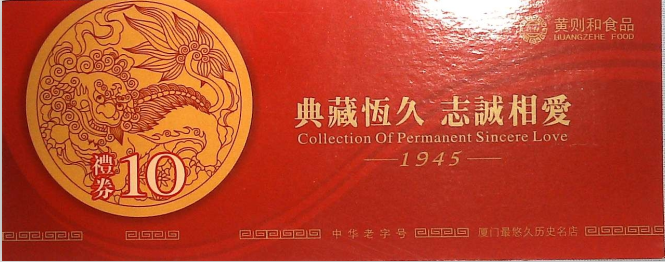 黄则和食品
HUANGZEHE FOOD
典藏恆久 志誠相愛
Collection Of Permanent Sincere Love
1945
禮券 10
中华老字号
厦门最悠久历史名店